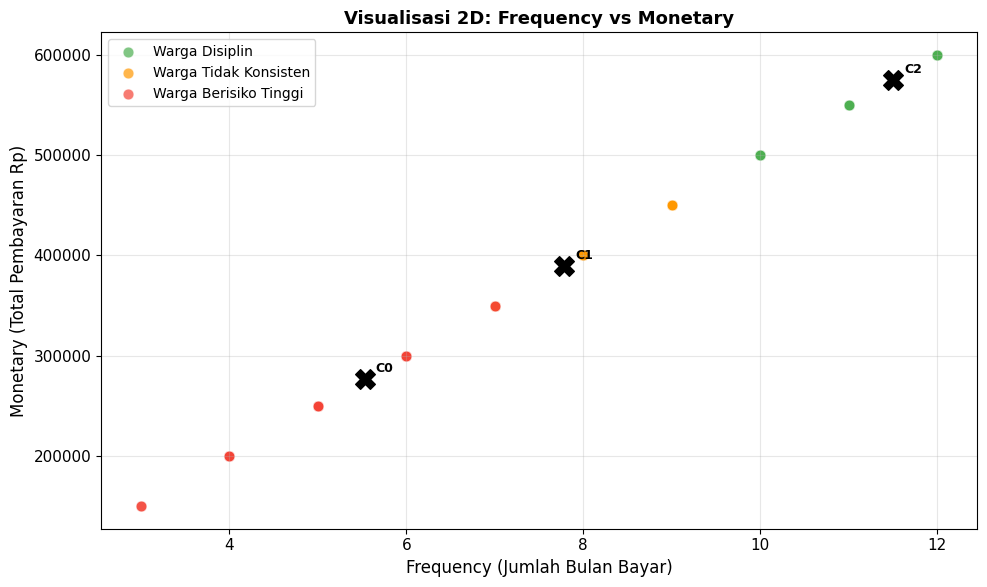 Visualisasi 2D: Frequency vs Monetary
Warga Disiplin
Warga Tidak Konsisten
Warga Berisiko Tinggi
C2
C1
C0
600000
500000
400000
300000
200000
Monetary (Total Pembayaran Rp)
4 6 8 10 12
Frequency (Jumlah Bulan Bayar)